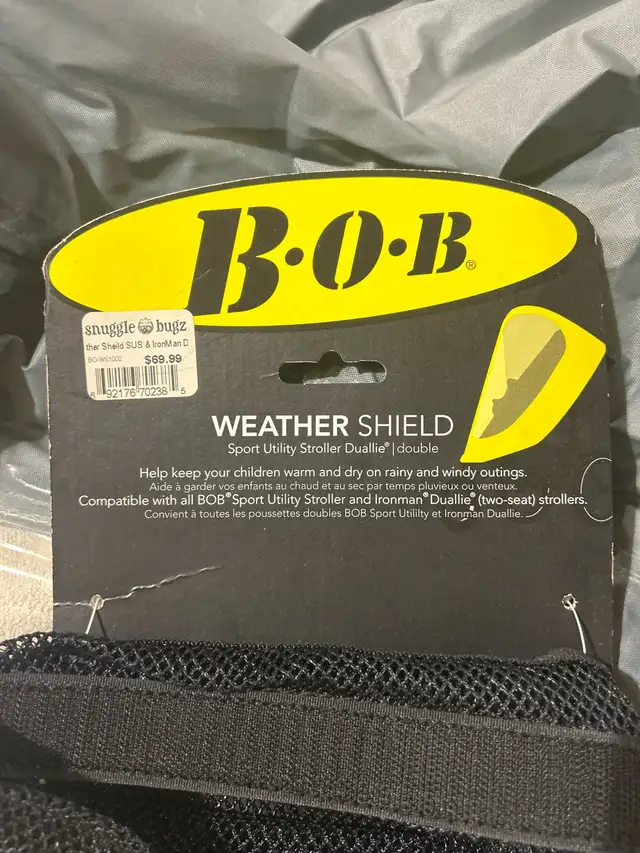 B·O·B®
snuggle bugz
ther Sheild SUS & IronMan D
BO-WS1002 $69.99
6 92176 70238 5
WEATHER SHIELD
Sport Utility Stroller Duallie® | double
Help keep your children warm and dry on rainy and windy outings.
Aide à garder vos enfants au chaud et au sec par temps pluvieux ou venteux.
Compatible with all BOB® Sport Utility Stroller and Ironman® Duallie® (two-seat) strollers.
Convient à toutes les poussettes doubles BOB Sport Utililty et Ironman Duallie.